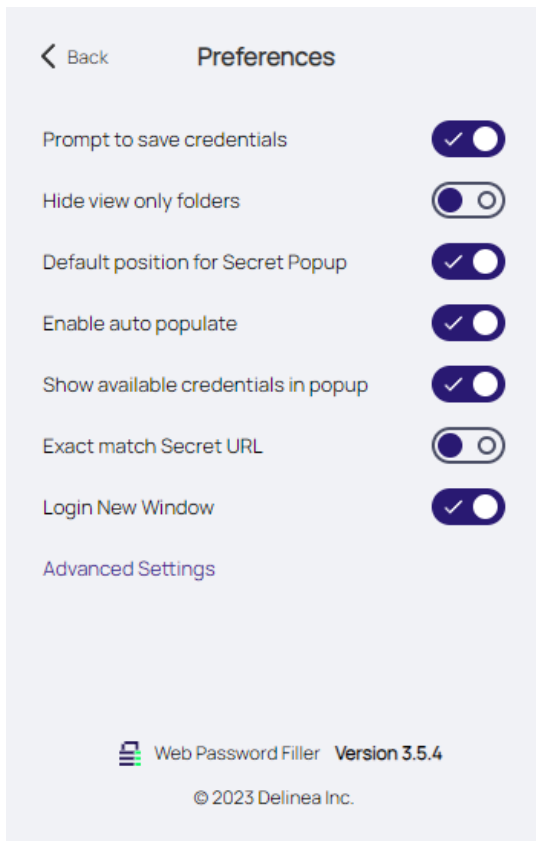 Back Preferences
Prompt to save credentials
Hide view only folders
Default position for Secret Popup
Enable auto populate
Show available credentials in popup
Exact match Secret URL
Login New Window
Advanced Settings
Web Password Filler Version 3.5.4
© 2023 Delinea Inc.